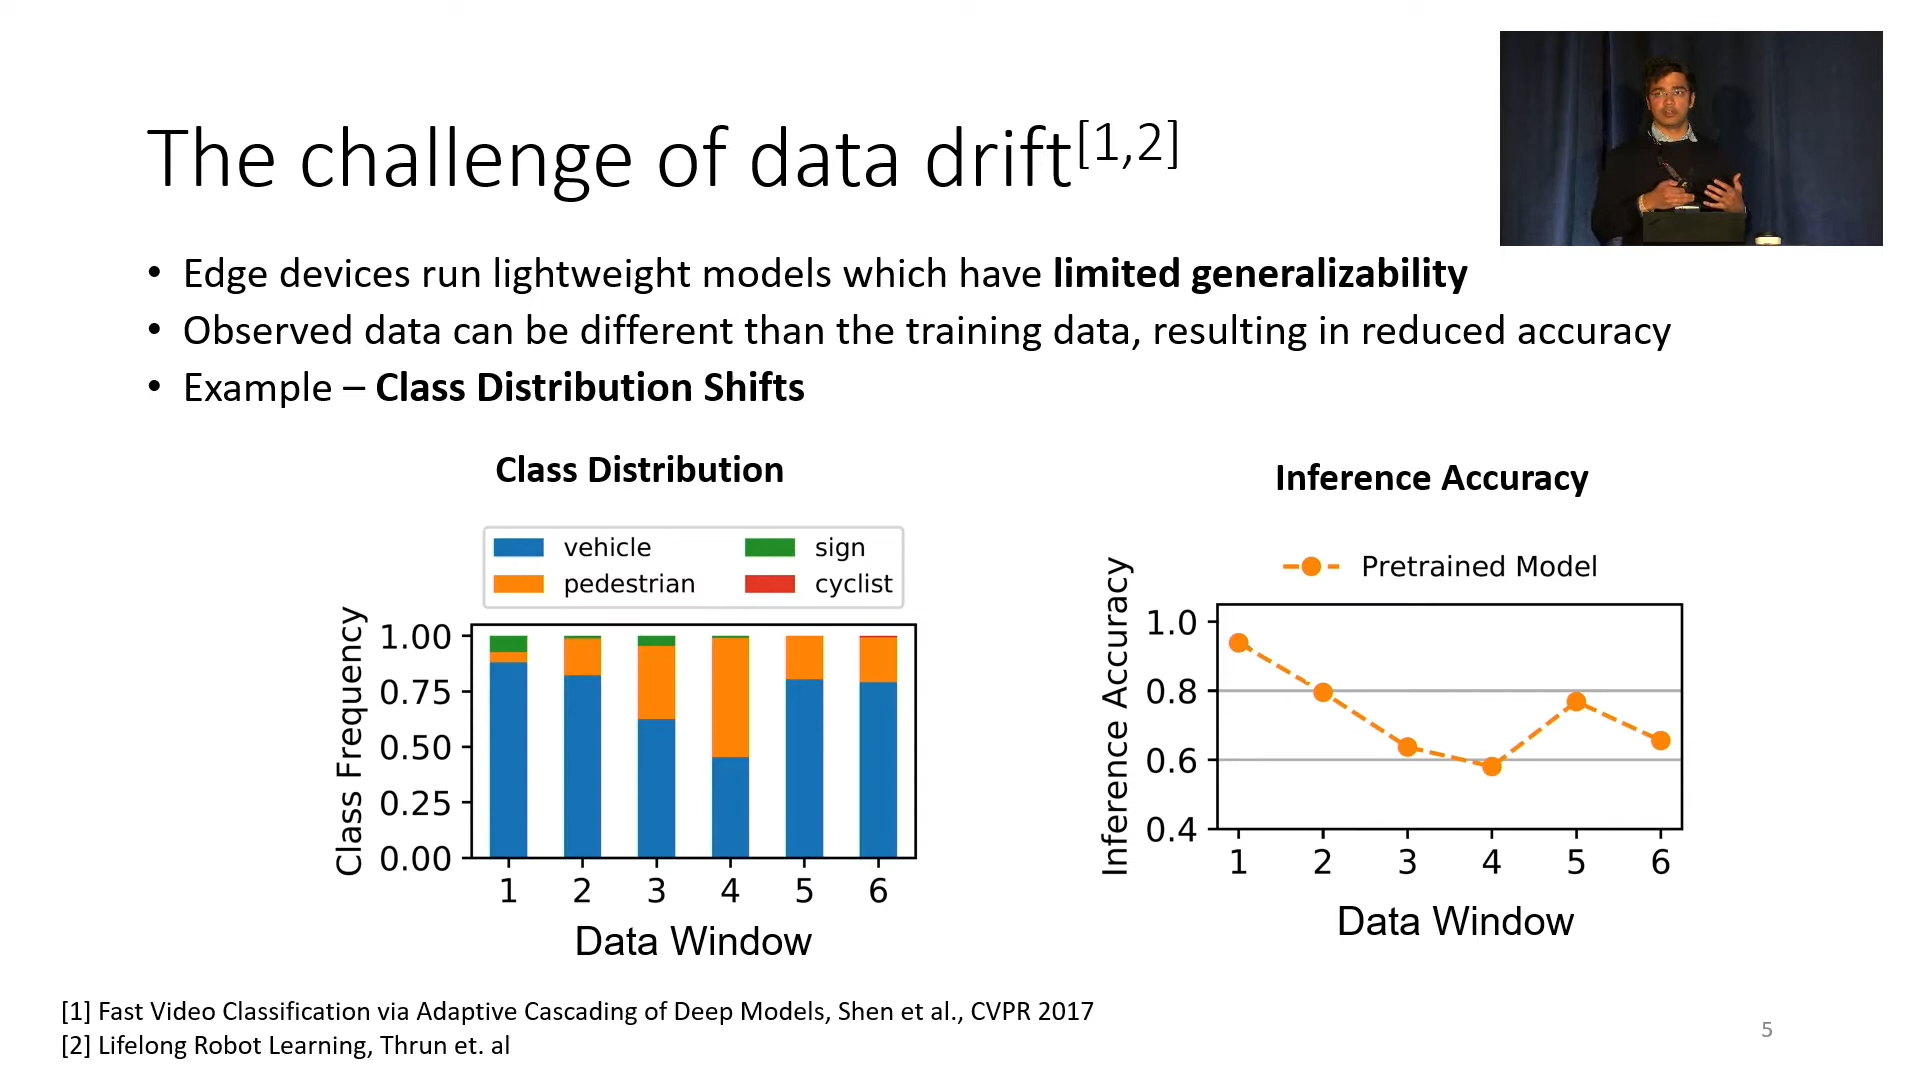 The challenge of data drift[1,2]
• Edge devices run lightweight models which have limited generalizability
• Observed data can be different than the training data, resulting in reduced accuracy
• Example – Class Distribution Shifts
Class Distribution
vehicle
pedestrian
sign
cyclist
Class Frequency
1.00
0.75
0.50
0.25
0.00
1 2 3 4 5 6
Data Window
Inference Accuracy
Pretrained Model
Inference Accuracy
1.0
0.8
0.6
0.4
1 2 3 4 5 6
Data Window
[1] Fast Video Classification via Adaptive Cascading of Deep Models, Shen et al., CVPR 2017
[2] Lifelong Robot Learning, Thrun et. al
5